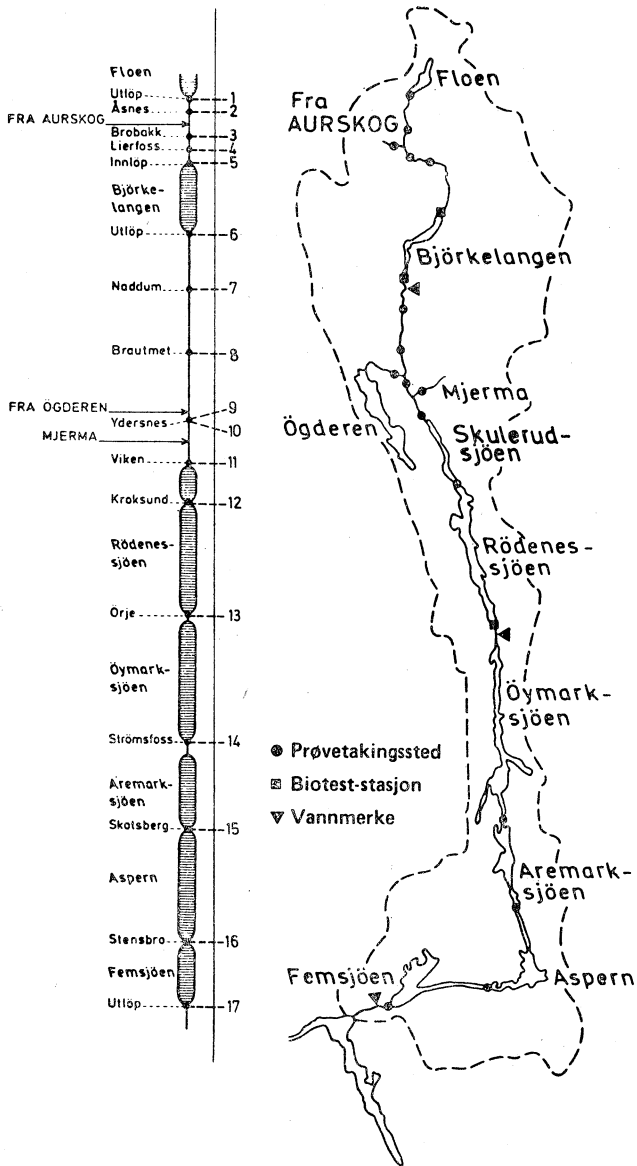 Floen
Utlöp 1
Åsnes 2
FRA AURSKOG
Brobakk 3
Lierfoss 4
Innlöp 5
Björke-
langen
Utlöp 6
Naddum 7
Brautmet 8
FRA ÖGDEREN 9
Ydersnes 10
MJERMA
Viken 11
Kroksund 12
Rödenes-
sjöen
Örje 13
Öymark-
sjöen
Strömsfoss 14
Aremark-
sjöen
Skotsberg 15
Aspern
Stensbro 16
Femsjöen
Utlöp 17
Floen
Fra
AURSKOG
Björkelangen
Mjerma
Ögderen
Skulerud-
sjöen
Rödenes-
sjöen
Öymark-
sjöen
Prøvetakingssted
Biotest-stasjon
Vannmerke
Aremark-
sjöen
Femsjöen
Aspern